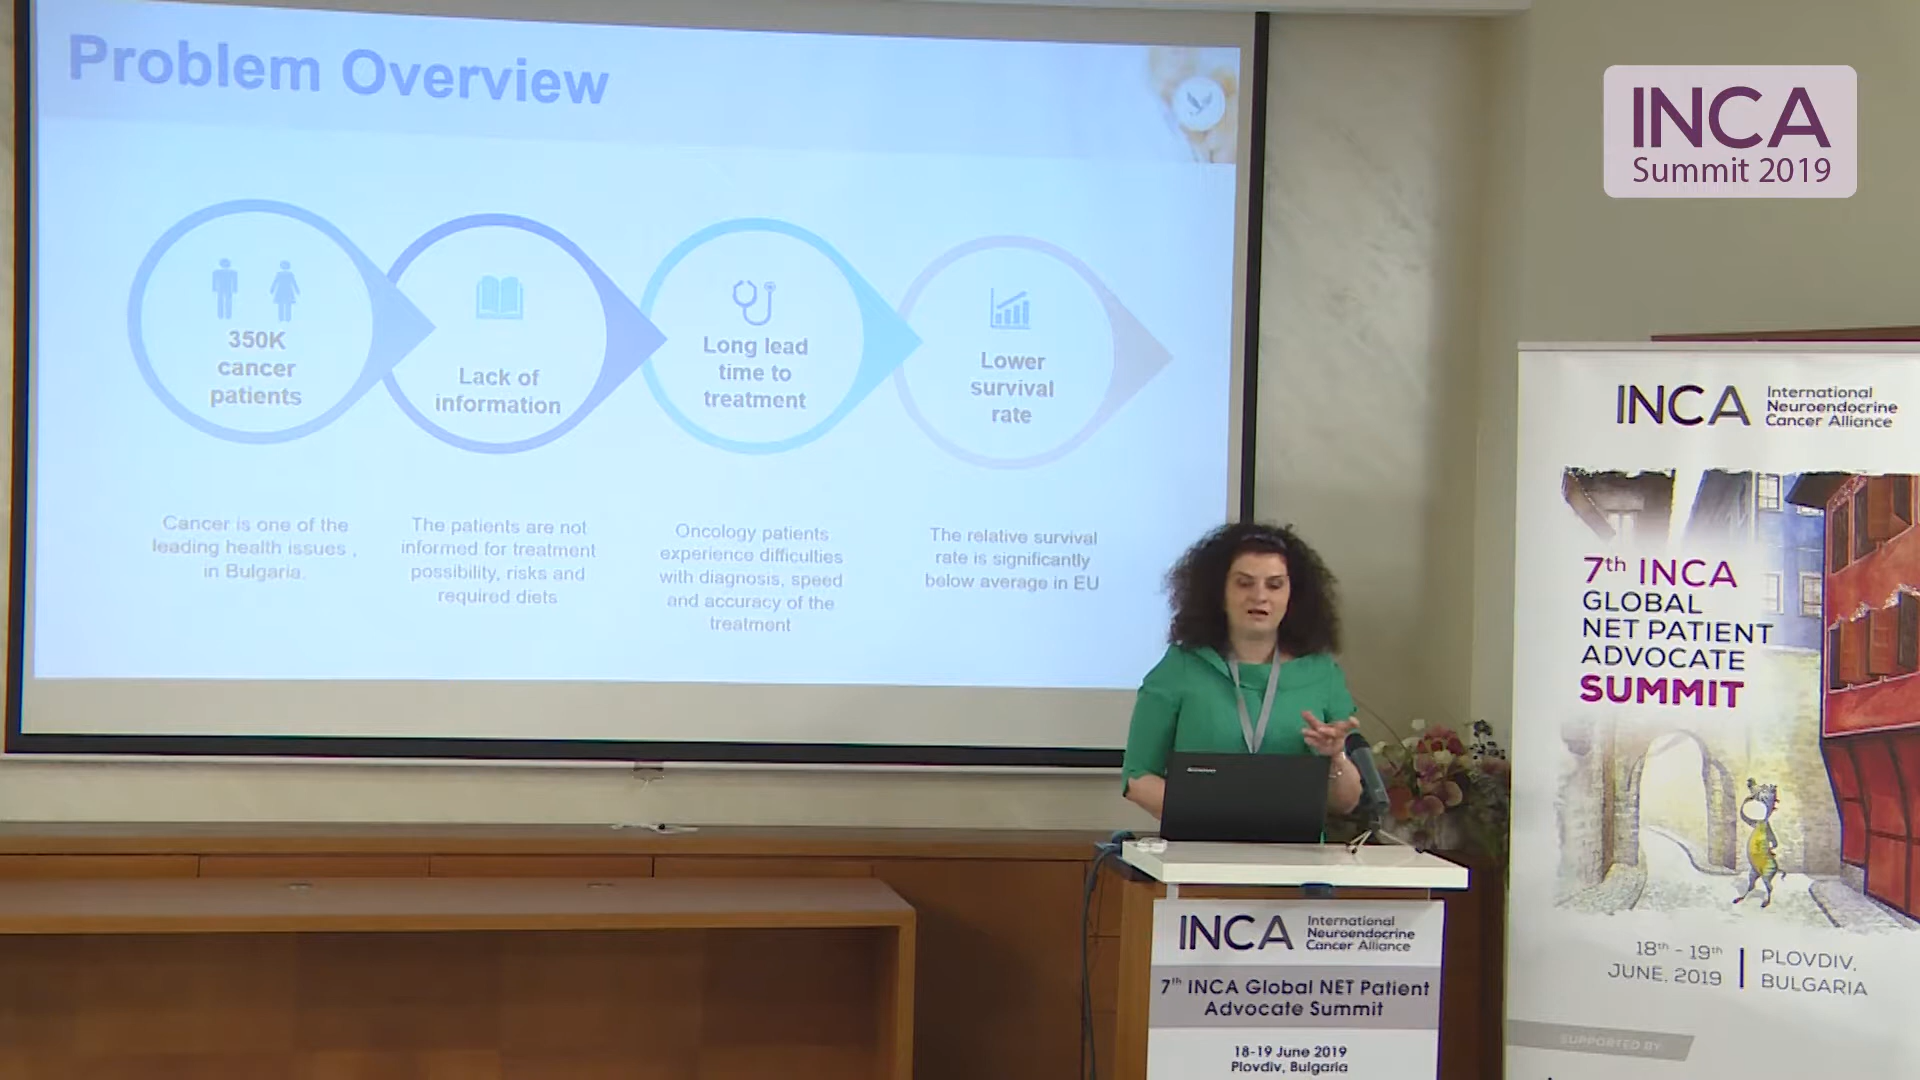 Problem Overview
350K
cancer
patients
Lack of
information
Long lead
time to
treatment
Lower
survival
rate
Cancer is one of the
leading health issues ,
in Bulgaria.
The patients are not
informed for treatment
possibility, risks and
required diets
Oncology patients
experience difficulties
with diagnosis, speed
and accuracy of the
treatment
The relative survival
rate is significantly
below average in EU
INCA
Summit 2019
INCA
International
Neuroendocrine
Cancer Alliance
7th INCA
GLOBAL
NET PATIENT
ADVOCATE
SUMMIT
18th - 19th
JUNE, 2019
PLOVDIV,
BULGARIA
SUPPORTED BY
lenovo
INCA
International
Neuroendocrine
Cancer Alliance
7th INCA Global NET Patient
Advocate Summit
18-19 June 2019
Plovdiv, Bulgaria